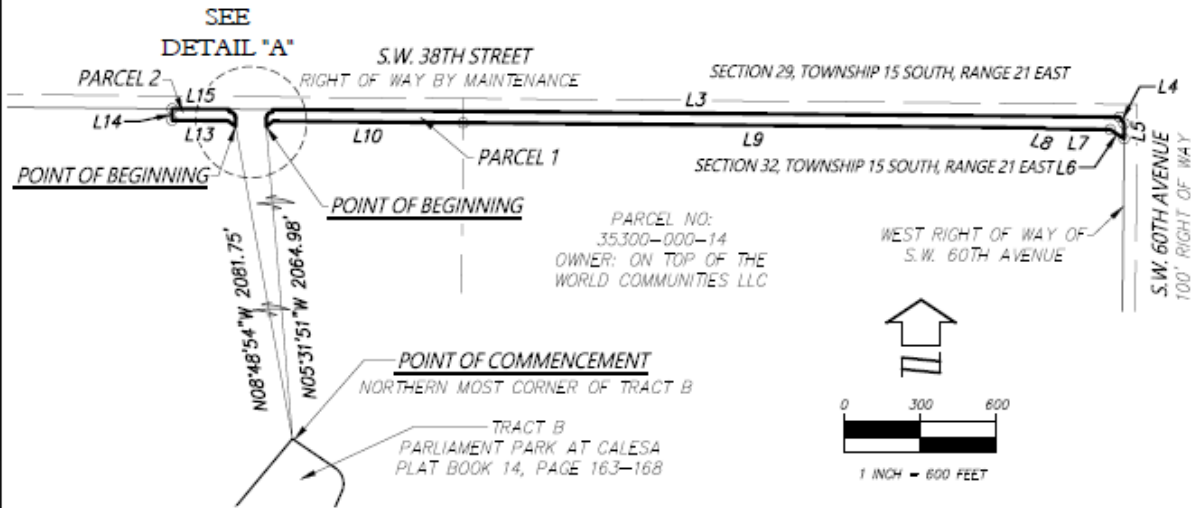 SEE
DETAIL "A"
S.W. 38TH STREET
RIGHT OF WAY BY MAINTENANCE
SECTION 29, TOWNSHIP 15 SOUTH, RANGE 21 EAST
PARCEL 2
L15
L3
L4
L14
L13
L10
PARCEL 1
L9
L8
L7
L5
SECTION 32, TOWNSHIP 15 SOUTH, RANGE 21 EAST
L6
POINT OF BEGINNING
POINT OF BEGINNING
PARCEL NO:
35300-000-14
OWNER: ON TOP OF THE
WORLD COMMUNITIES LLC
WEST RIGHT OF WAY OF
S.W. 60TH AVENUE
S.W. 60TH AVENUE
100' RIGHT OF WAY
N08°48'54"W 2081.75'
N05°31'51"W 2064.98'
POINT OF COMMENCEMENT
NORTHERN MOST CORNER OF TRACT B
TRACT B
PARLIAMENT PARK AT CALESA
PLAT BOOK 14, PAGE 163-168
N
0 300 600
1 INCH = 600 FEET